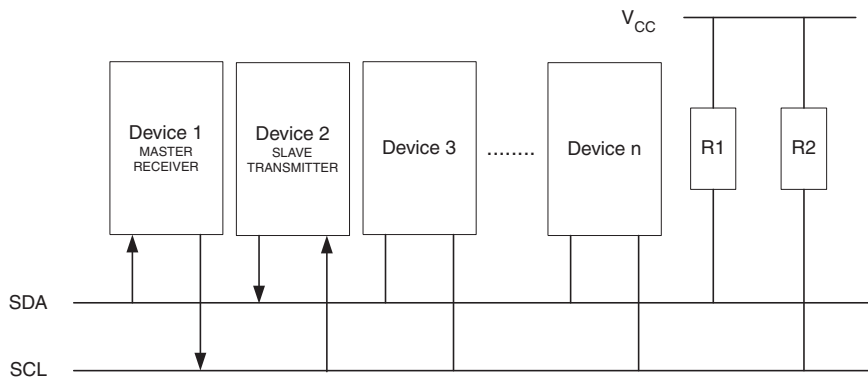 VCC
Device 1
MASTER
RECEIVER
Device 2
SLAVE
TRANSMITTER
Device 3
........
Device n
R1
R2
SDA
SCL